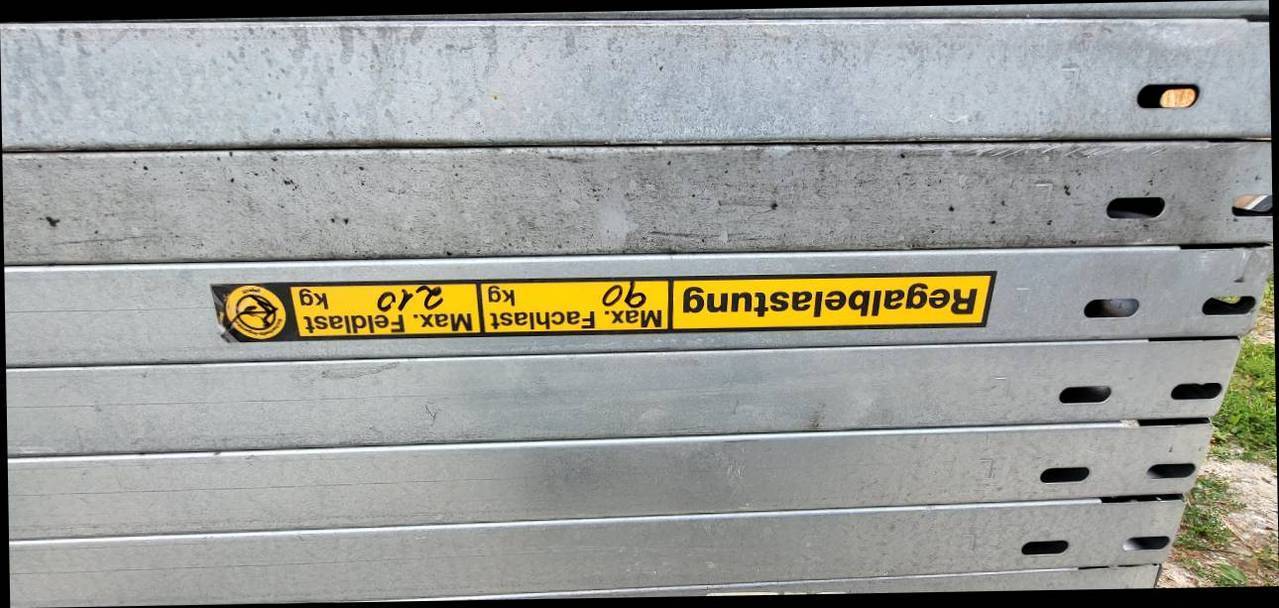 Regalbelastung
Max. Fachlast
90 kg
Max. Feldlast
210 kg